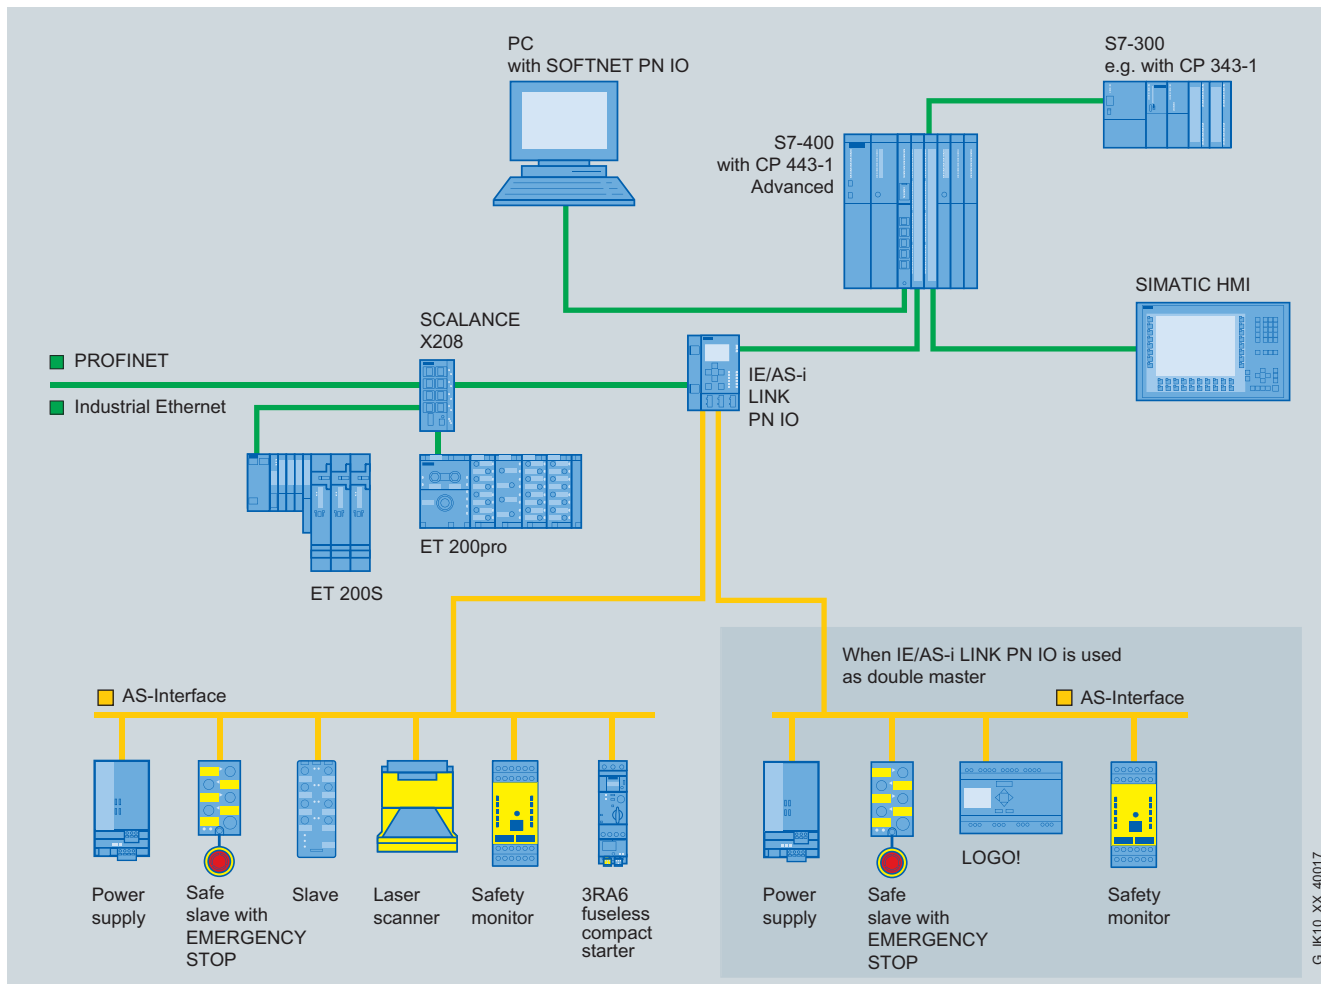 PC
with SOFTNET PN IO
S7-300
e.g. with CP 343-1
S7-400
with CP 443-1
Advanced
SIMATIC HMI
SCALANCE
X208
PROFINET
Industrial Ethernet
IE/AS-i
LINK
PN IO
ET 200pro
ET 200S
When IE/AS-i LINK PN IO is used
as double master
AS-Interface
AS-Interface
Power
supply
Safe
slave with
EMERGENCY
STOP
Slave
Laser
scanner
Safety
monitor
3RA6
fuseless
compact
starter
Power
supply
Safe
slave with
EMERGENCY
STOP
LOGO!
Safety
monitor
G_IK10_XX_40017